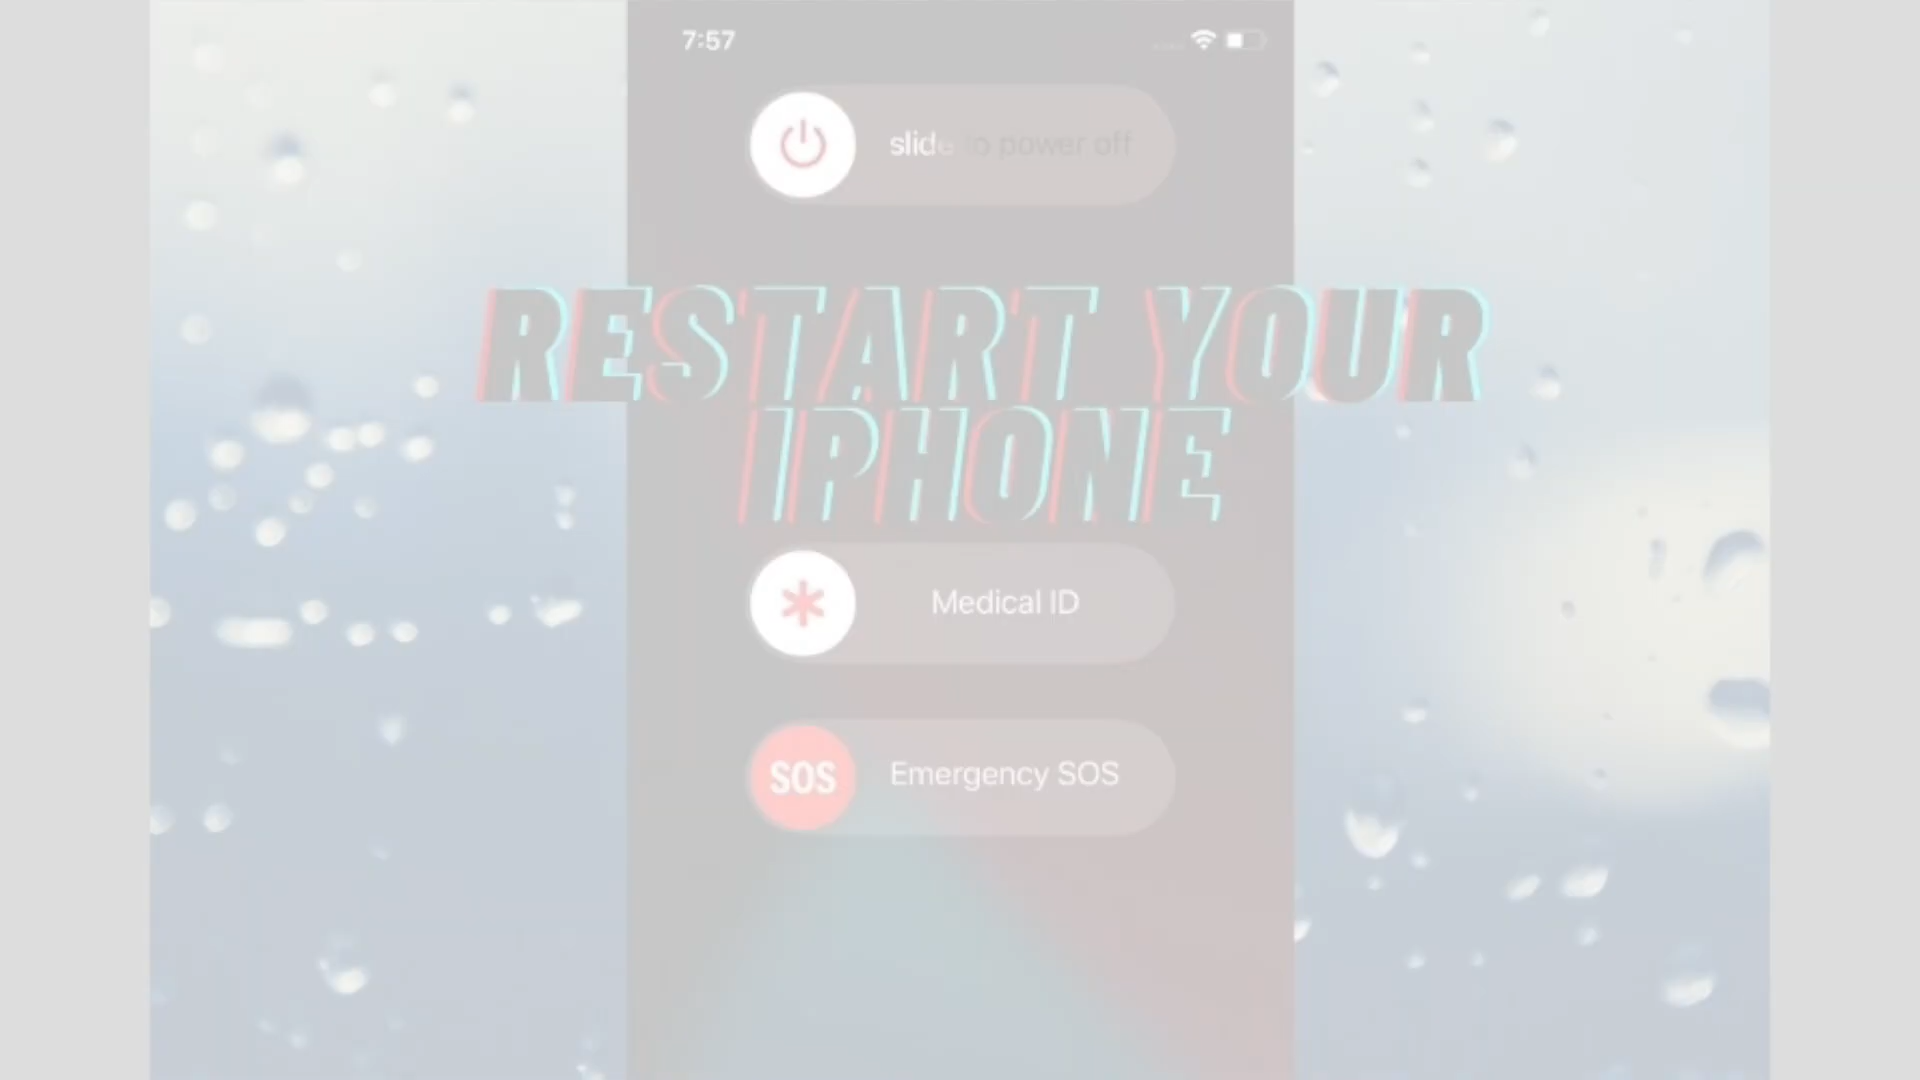 7:57
slide to power off
RESTART YOUR
IPHONE
Medical ID
SOS Emergency SOS